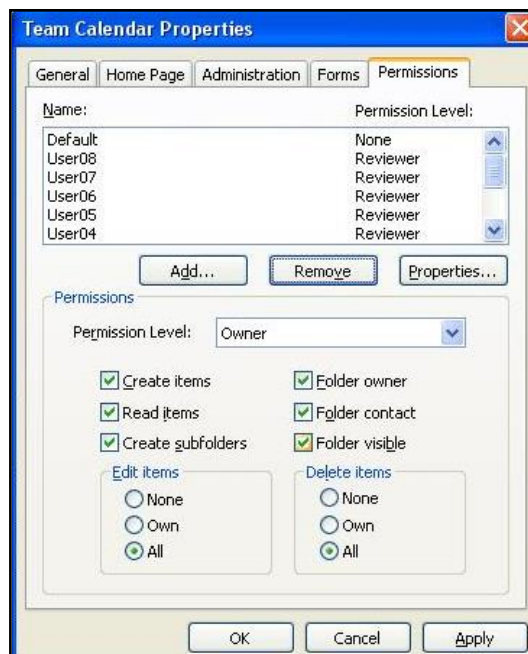 Team Calendar Properties
General Home Page Administration Forms Permissions
Name: Permission Level:
Default None
User08 Reviewer
User07 Reviewer
User06 Reviewer
User05 Reviewer
User04 Reviewer
Add... Remove Properties...
Permissions
Permission Level: Owner
Create items Folder owner
Read items Folder contact
Create subfolders Folder visible
Edit items Delete items
None None
Own Own
All All
OK Cancel Apply